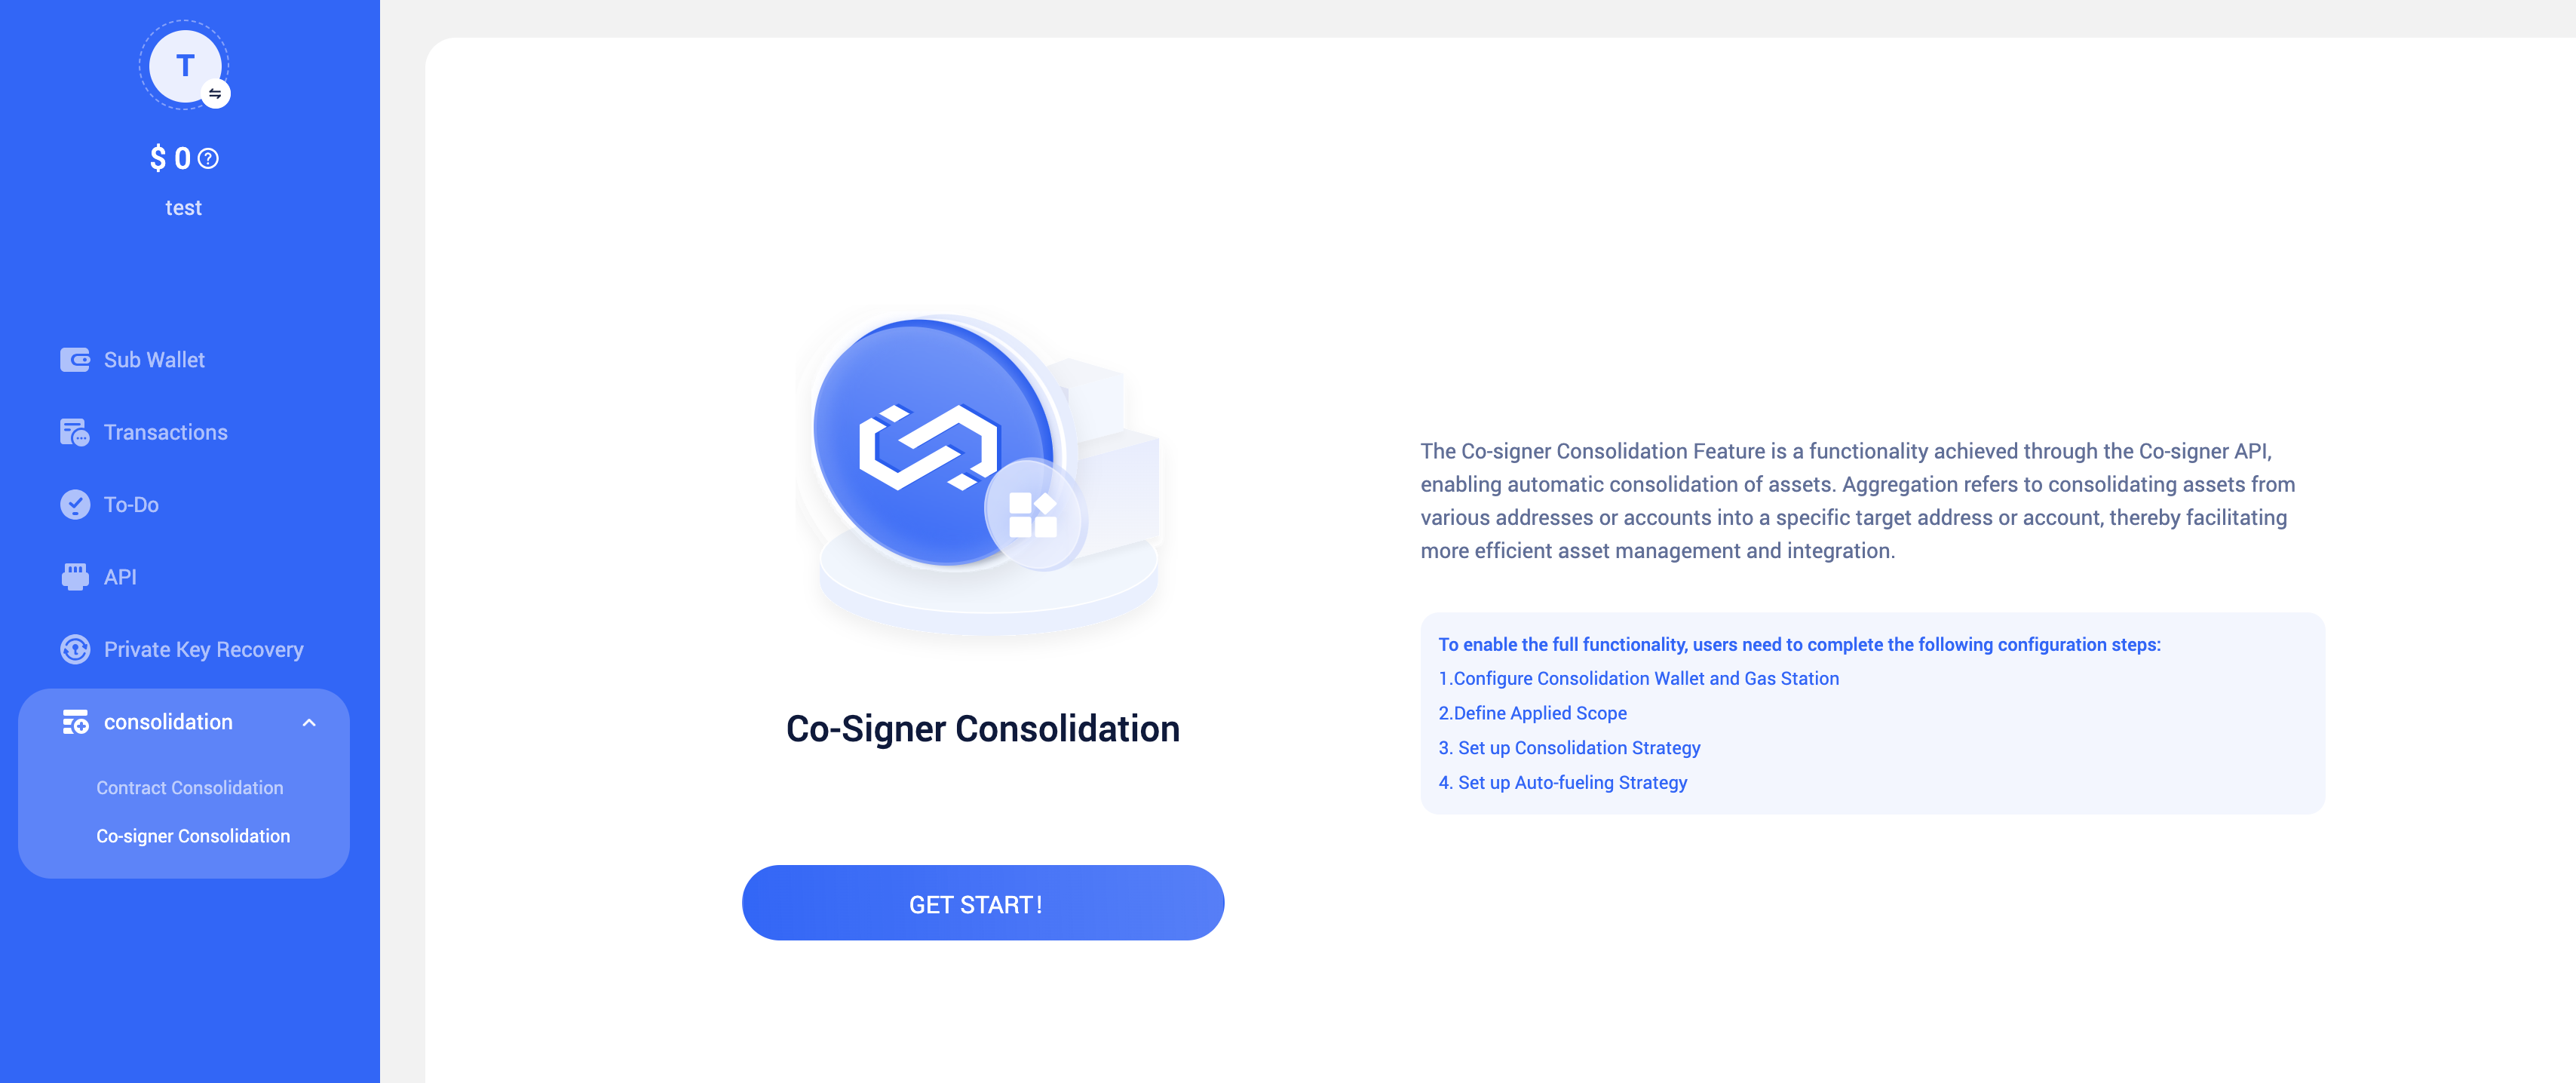 T
$ 0
test
Sub Wallet
Transactions
To-Do
API
Private Key Recovery
consolidation
Contract Consolidation
Co-signer Consolidation
Co-Signer Consolidation
GET START!
The Co-signer Consolidation Feature is a functionality achieved through the Co-signer API,
enabling automatic consolidation of assets. Aggregation refers to consolidating assets from
various addresses or accounts into a specific target address or account, thereby facilitating
more efficient asset management and integration.
To enable the full functionality, users need to complete the following configuration steps:
1.Configure Consolidation Wallet and Gas Station
2.Define Applied Scope
3. Set up Consolidation Strategy
4. Set up Auto-fueling Strategy